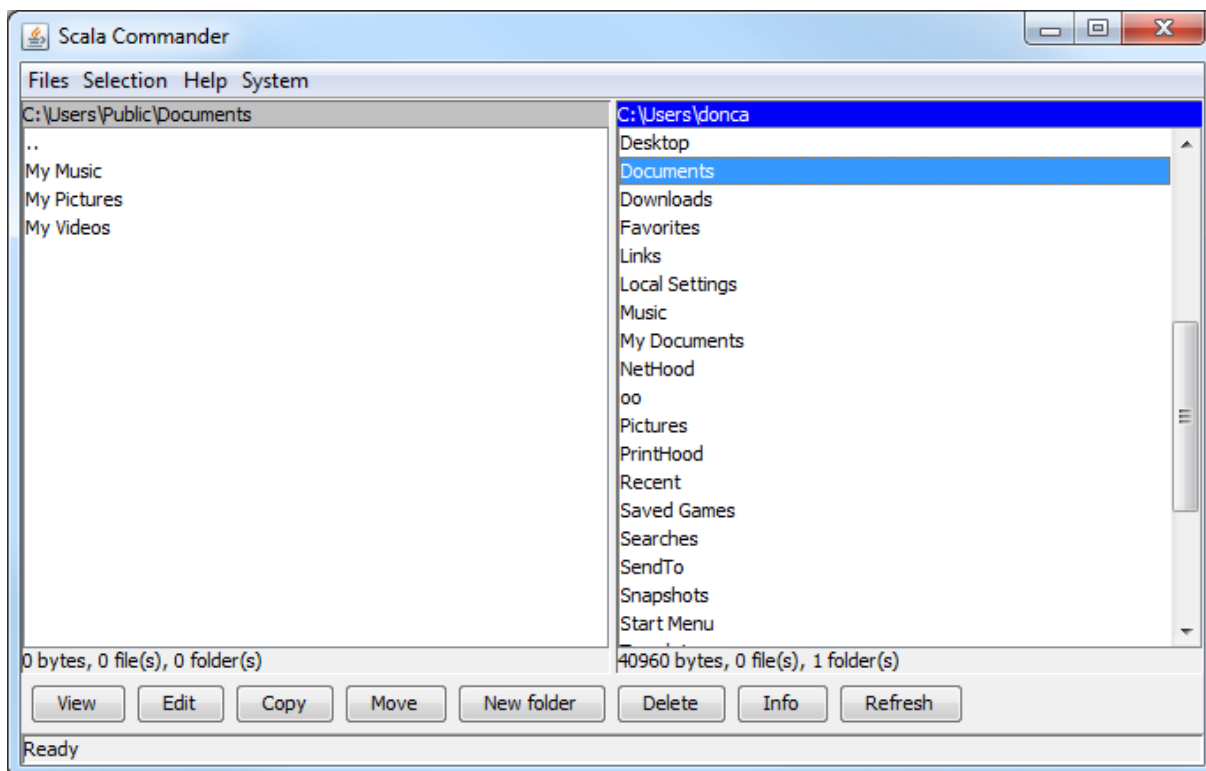 Scala Commander
Files Selection Help System
C:\Users\Public\Documents
..
My Music
My Pictures
My Videos
0 bytes, 0 file(s), 0 folder(s)
C:\Users\donca
Desktop
Documents
Downloads
Favorites
Links
Local Settings
Music
My Documents
NetHood
oo
Pictures
PrintHood
Recent
Saved Games
Searches
SendTo
Snapshots
Start Menu
40960 bytes, 0 file(s), 1 folder(s)
View Edit Copy Move New folder Delete Info Refresh
Ready